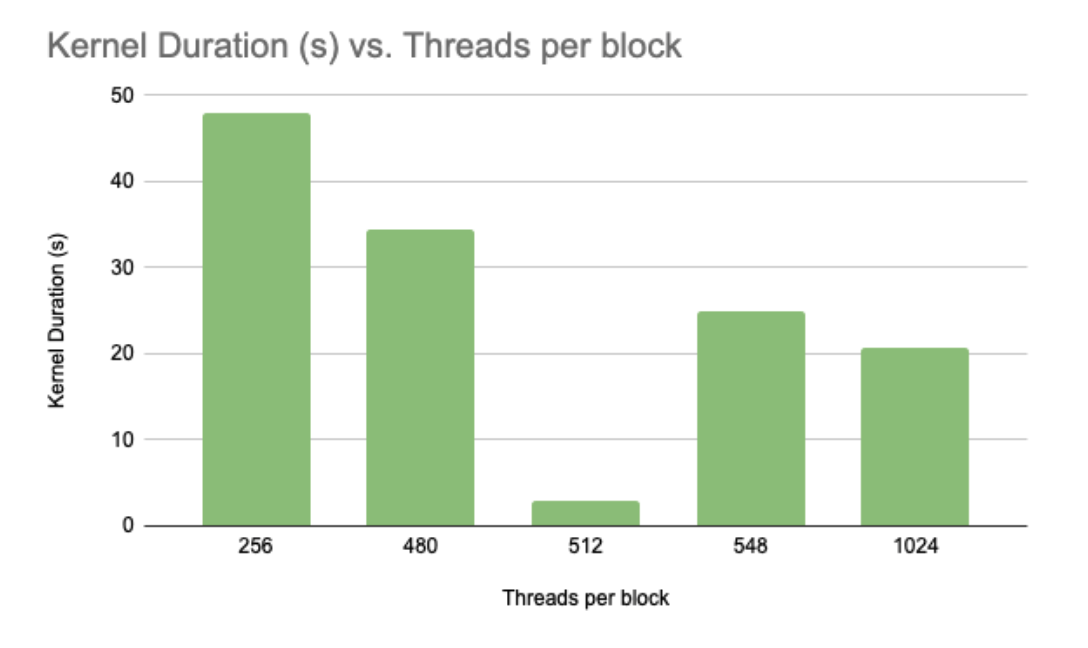 Kernel Duration (s) vs. Threads per block
50
40
30
20
10
0
Kernel Duration (s)
256 480 512 548 1024
Threads per block